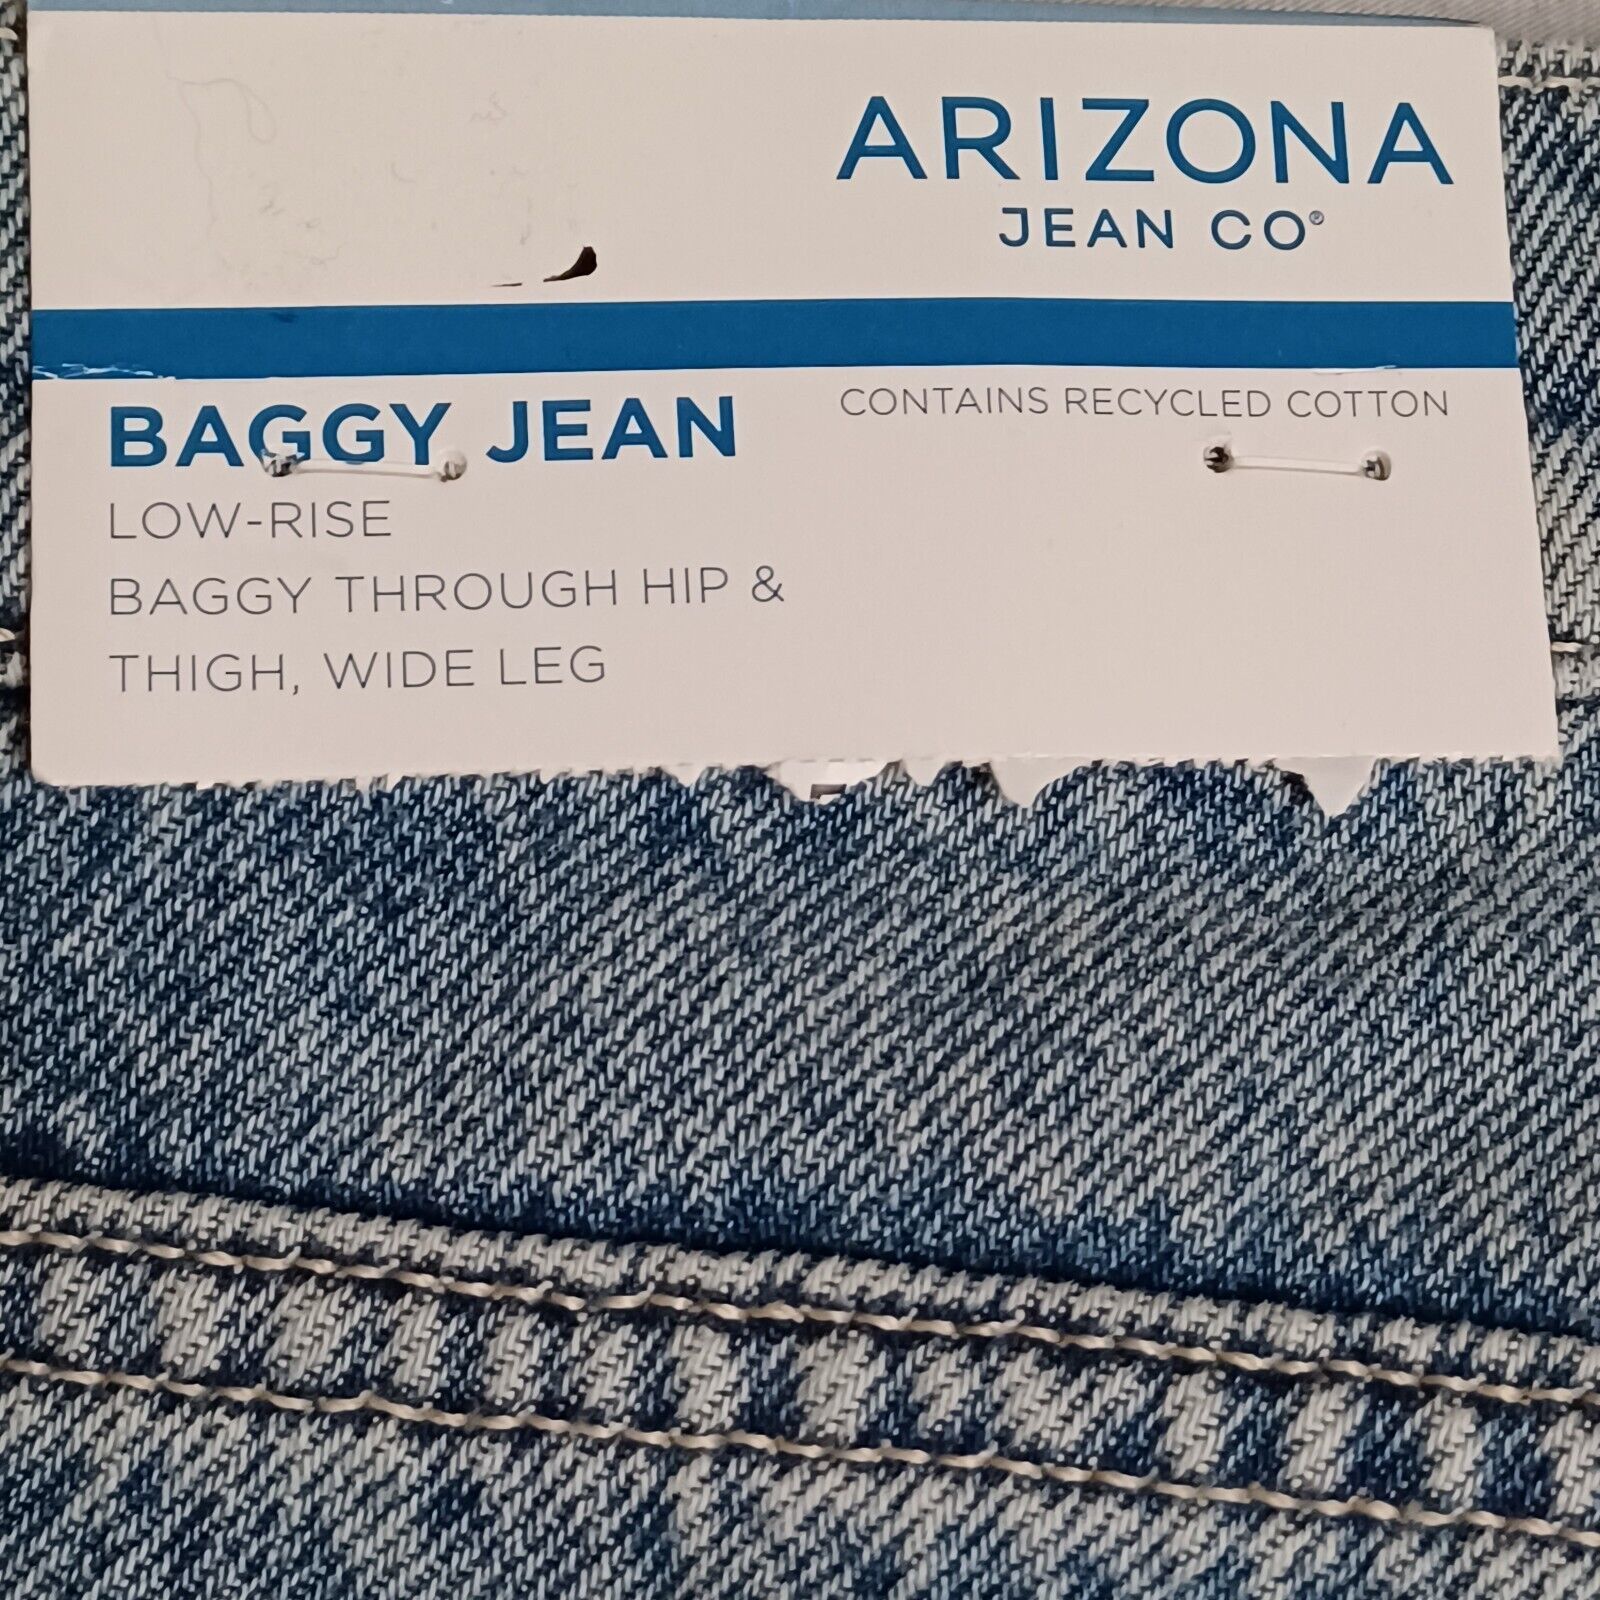 ARIZONA
JEAN CO®
BAGGY JEAN
CONTAINS RECYCLED COTTON
LOW-RISE
BAGGY THROUGH HIP &
THIGH, WIDE LEG